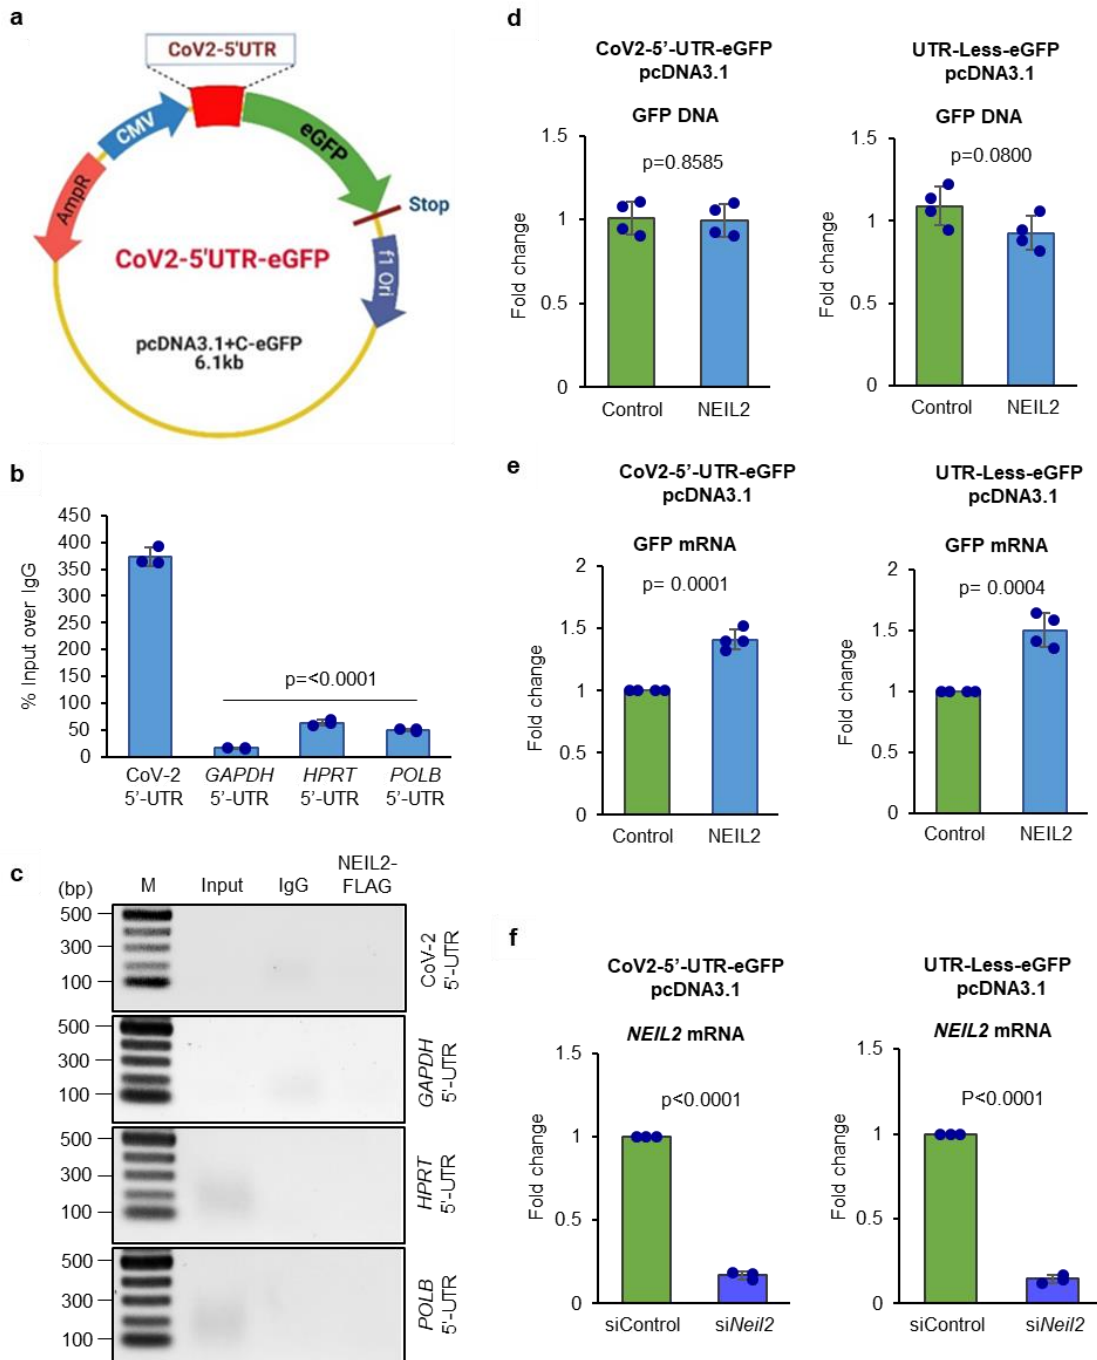 a
CoV2-5'UTR
CMV
eGFP
AmpR
Stop
CoV2-5'UTR-eGFP
f1 Ori
pcDNA3.1+C-eGFP
6.1kb
b
% Input over IgG
450
400
350
300
250
200
150
100
50
0
p=<0.0001
CoV-2
5'-UTR
GAPDH
5'-UTR
HPRT
5'-UTR
POLB
5'-UTR
c
(bp)
M
Input
IgG
NEIL2-
FLAG
500
300
100
CoV-2
5'-UTR
500
300
100
GAPDH
5'-UTR
500
300
100
HPRT
5'-UTR
500
300
100
POLB
5'-UTR
d
CoV2-5'-UTR-eGFP
pcDNA3.1
GFP DNA
p=0.8585
Fold change
1.5
1
0.5
0
Control
NEIL2
UTR-Less-eGFP
pcDNA3.1
GFP DNA
p=0.0800
Fold change
1.5
1
0.5
0
Control
NEIL2
e
CoV2-5’-UTR-eGFP
pcDNA3.1
GFP mRNA
p= 0.0001
Fold change
2
1.5
1
0.5
0
Control
NEIL2
UTR-Less-eGFP
pcDNA3.1
GFP mRNA
p= 0.0004
Fold change
2
1.5
1
0.5
0
Control
NEIL2
f
CoV2-5’-UTR-eGFP
pcDNA3.1
NEIL2 mRNA
p<0.0001
Fold change
1.5
1
0.5
0
siControl
siNeil2
UTR-Less-eGFP
pcDNA3.1
NEIL2 mRNA
P<0.0001
Fold change
1.5
1
0.5
0
siControl
siNeil2